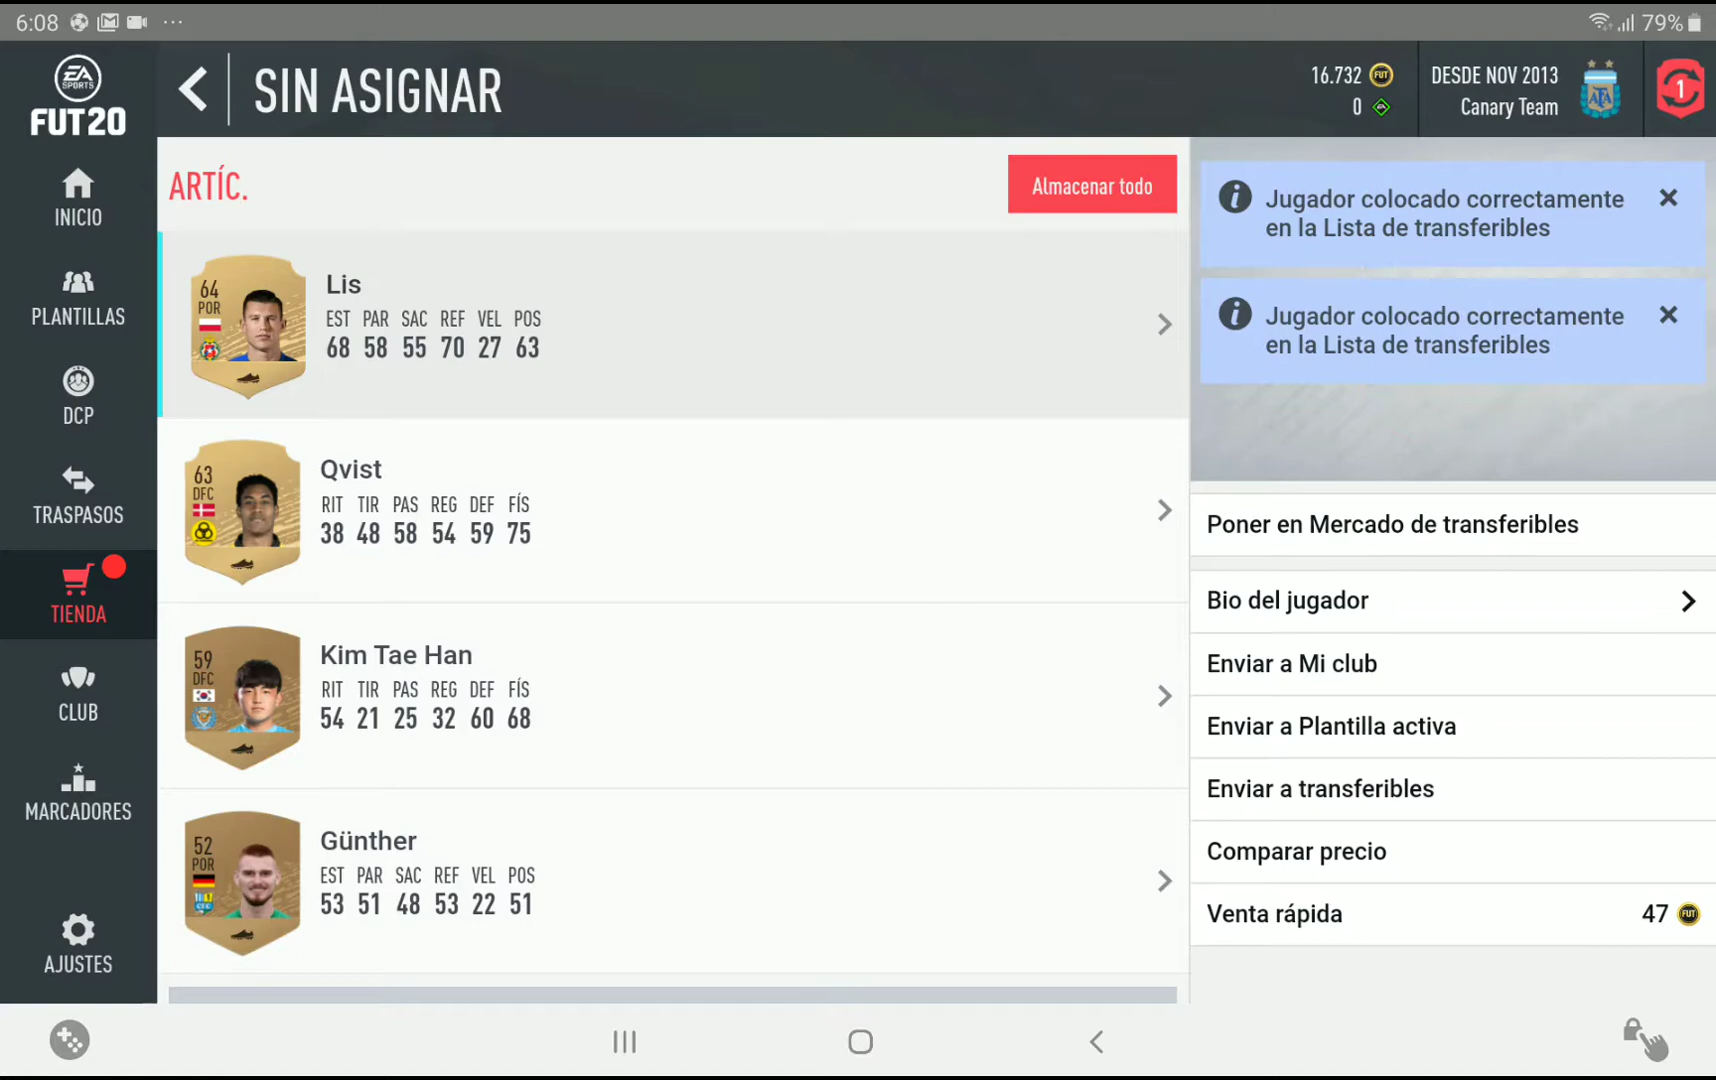 6:08
79%
EA SPORTS
FUT20
SIN ASIGNAR
16.732 FUT
0
DESDE NOV 2013
Canary Team
AFA
1
INICIO
PLANTILLAS
DCP
TRASPASOS
TIENDA
CLUB
MARCADORES
AJUSTES
ARTÍC.
Almacenar todo
64
POR
Lis
EST PAR SAC REF VEL POS
68 58 55 70 27 63
63
DFC
Qvist
RIT TIR PAS REG DEF FÍS
38 48 58 54 59 75
59
DFC
Kim Tae Han
RIT TIR PAS REG DEF FÍS
54 21 25 32 60 68
52
POR
Günther
EST PAR SAC REF VEL POS
53 51 48 53 22 51
Jugador colocado correctamente
en la Lista de transferibles
Jugador colocado correctamente
en la Lista de transferibles
Poner en Mercado de transferibles
Bio del jugador
Enviar a Mi club
Enviar a Plantilla activa
Enviar a transferibles
Comparar precio
Venta rápida
47 FUT